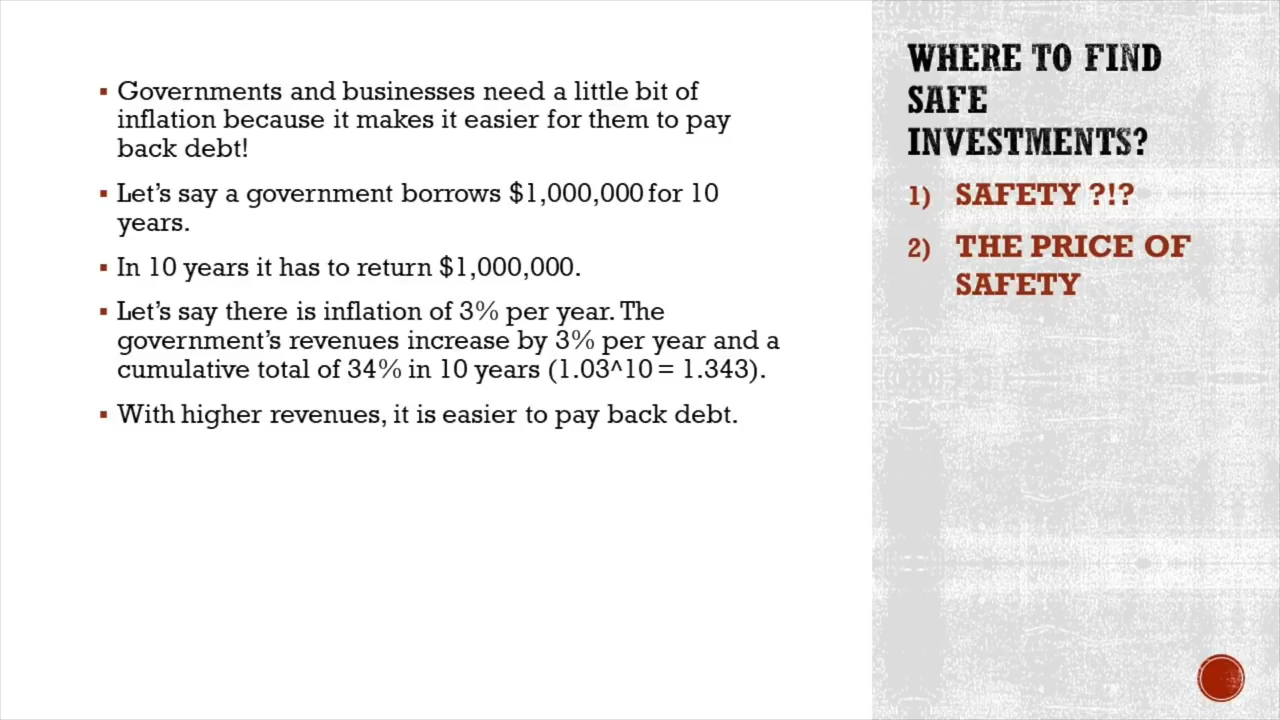 Governments and businesses need a little bit of
inflation because it makes it easier for them to pay
back debt!
Let's say a government borrows $1,000,000 for 10
years.
In 10 years it has to return $1,000,000.
Let's say there is inflation of 3% per year. The
government's revenues increase by 3% per year and a
cumulative total of 34% in 10 years (1.03^10 = 1.343).
With higher revenues, it is easier to pay back debt.
WHERE TO FIND
SAFE
INVESTMENTS?
1) SAFETY ?!?
2) THE PRICE OF
SAFETY